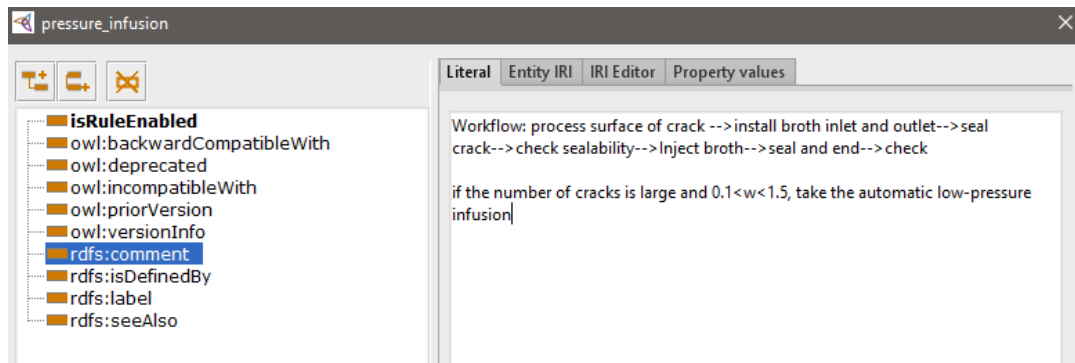 pressure_infusion
Literal Entity IRI IRI Editor Property values
isRuleEnabled
owl:backwardCompatibleWith
owl:deprecated
owl:incompatibleWith
owl:priorVersion
owl:versionInfo
rdfs:comment
rdfs:isDefinedBy
rdfs:label
rdfs:seeAlso
Workflow: process surface of crack -->install broth inlet and outlet-->seal
crack-->check sealability-->Inject broth-->seal and end-->check
if the number of cracks is large and 0.1<w<1.5, take the automatic low-pressure
infusion